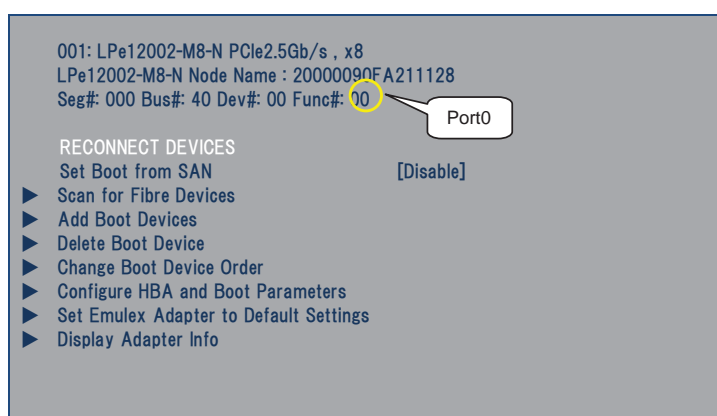 001: LPe12002-M8-N PCIe2.5Gb/s , x8
LPe12002-M8-N Node Name : 20000090FA211128
Seg#: 000 Bus#: 40 Dev#: 00 Func#: 00
Port0
RECONNECT DEVICES
Set Boot from SAN [Disable]
Scan for Fibre Devices
Add Boot Devices
Delete Boot Device
Change Boot Device Order
Configure HBA and Boot Parameters
Set Emulex Adapter to Default Settings
Display Adapter Info